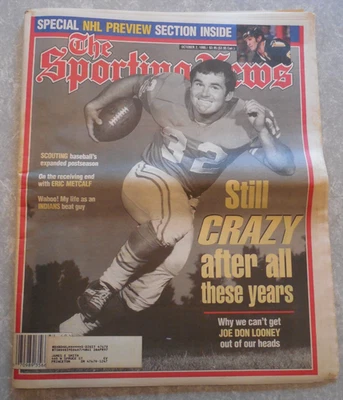 SPECIAL NHL PREVIEW SECTION INSIDE
The
Sporting News
SCOUTING baseball's
expanded postseason
On the receiving end
with ERIC METCALF
Wahoo! My life as an
INDIANS beat guy
32
Still
CRAZY
after all
these years
Why we can't get
JOE DON LOONEY
out of our heads